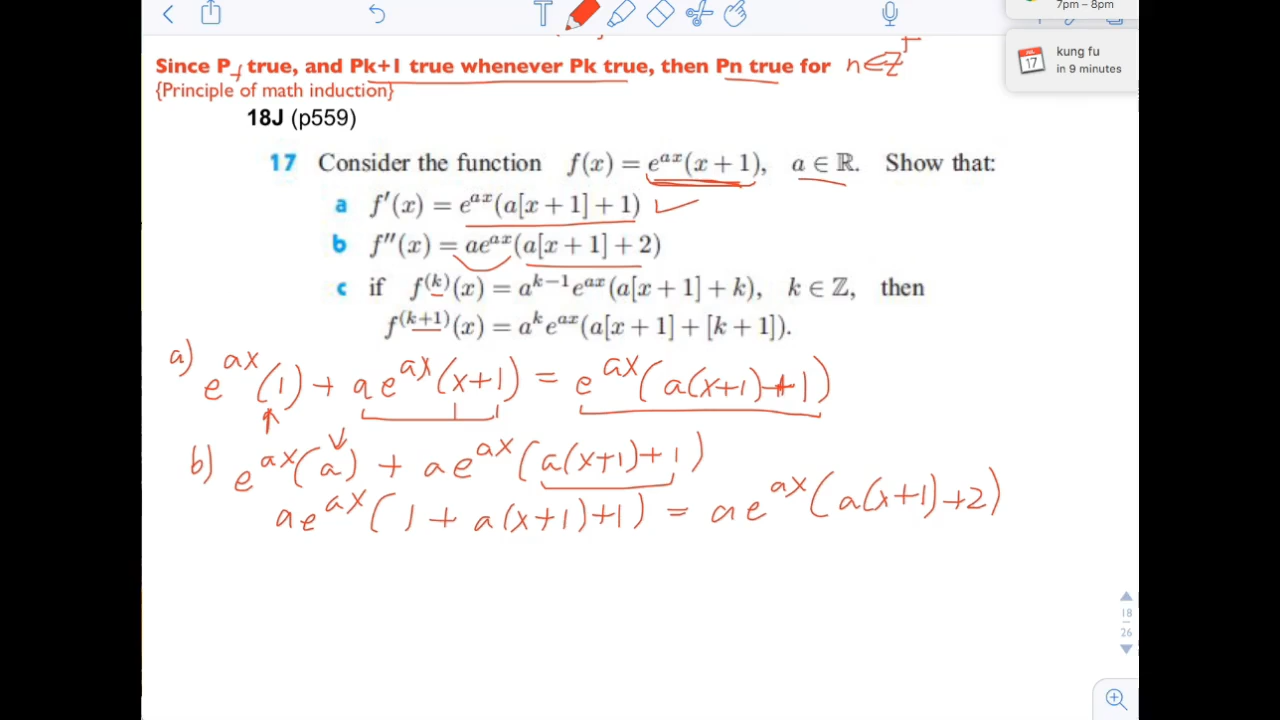 7pm – 8pm
kung fu
in 9 minutes
JUL
17
Since P₁ true, and Pk+1 true whenever Pk true, then Pn true for n∈Z⁺
{Principle of math induction}
18J (p559)
17 Consider the function f(x) = e^{ax}(x + 1), a ∈ ℝ. Show that:
a f′(x) = e^{ax}(a[x + 1] + 1) ✓
b f″(x) = ae^{ax}(a[x + 1] + 2)
c if f^{(k)}(x) = a^{k−1}e^{ax}(a[x + 1] + k), k ∈ ℤ, then
f^{(k+1)}(x) = a^k e^{ax}(a[x + 1] + [k + 1]).
a) e^{ax}(1) + ae^{ax}(x+1) = e^{ax}(a(x+1)+1)
b) e^{ax}(a) + ae^{ax}(a(x+1)+1)
ae^{ax}(1 + a(x+1)+1) = ae^{ax}(a(x+1)+2)
18
26